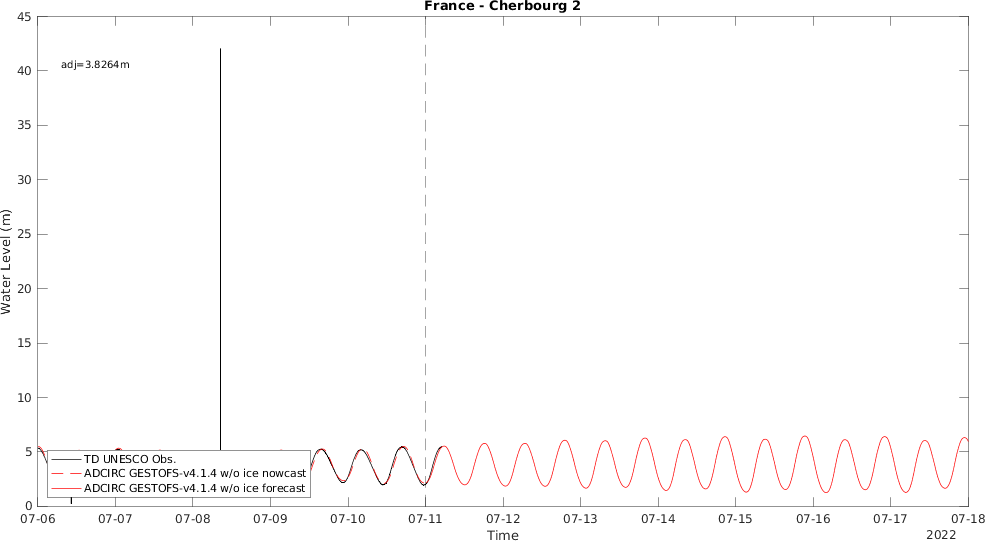 France - Cherbourg 2
45
40
35
30
25
20
15
10
5
0
Water Level (m)
adj=3.8264m
TD UNESCO Obs.
ADCIRC GESTOFS-v4.1.4 w/o ice nowcast
ADCIRC GESTOFS-v4.1.4 w/o ice forecast
07-06 07-07 07-08 07-09 07-10 07-11 07-12 07-13 07-14 07-15 07-16 07-17 07-18
Time
2022